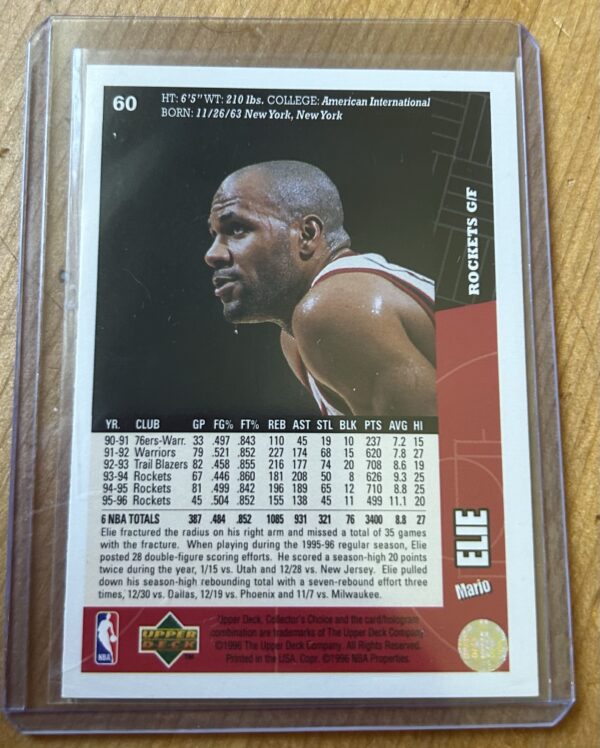 60
HT: 6'5" WT: 210 lbs. COLLEGE: American International
BORN: 11/26/63 New York, New York
ROCKETS G/F
YR. CLUB GP FG% FT% REB AST STL BLK PTS AVG HI
90-91 76ers-Warr. 33 .497 .843 110 45 19 10 237 7.2 15
91-92 Warriors 79 .521 .852 227 174 68 15 620 7.8 27
92-93 Trail Blazers 82 .458 .855 216 177 74 20 708 8.6 19
93-94 Rockets 67 .446 .860 181 208 50 8 626 9.3 25
94-95 Rockets 81 .499 .842 196 189 65 12 710 8.8 25
95-96 Rockets 45 .504 .852 155 138 45 11 499 11.1 20
6 NBA TOTALS 387 .484 .852 1085 931 321 76 3400 8.8 27
Elie fractured the radius on his right arm and missed a total of 35 games
with the fracture. When playing during the 1995-96 regular season, Elie
posted 28 double-figure scoring efforts. He scored a season-high 20 points
twice during the year, 1/15 vs. Utah and 12/28 vs. New Jersey. Elie pulled
down his season-high rebounding total with a seven-rebound effort three
times, 12/30 vs. Dallas, 12/19 vs. Phoenix and 11/7 vs. Milwaukee.
ELIE
Mario
NBA
UPPER
DECK
TM
Upper Deck, Collector's Choice and the card/hologram
combination are trademarks of The Upper Deck Company.
©1996 The Upper Deck Company. All Rights Reserved.
Printed in the USA. Copr. ©1996 NBA Properties.